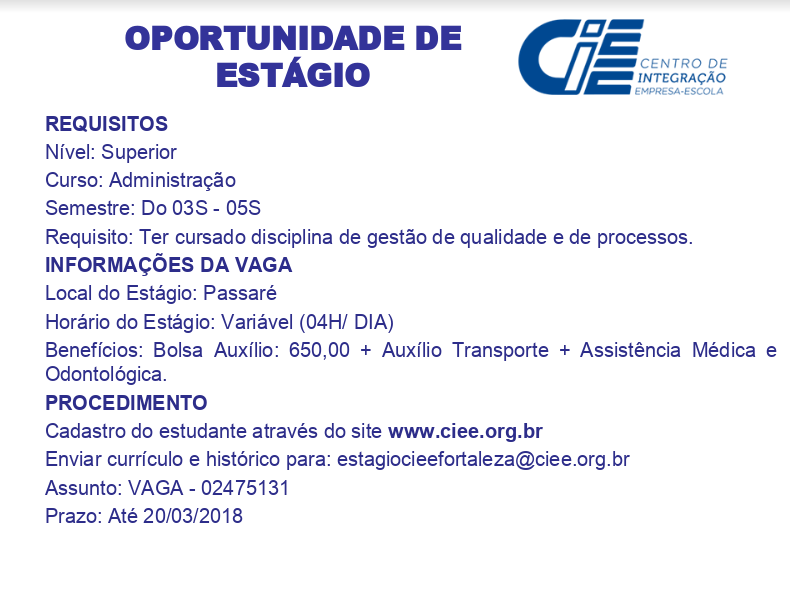 OPORTUNIDADE DE
ESTÁGIO
CIEE
CENTRO DE
INTEGRAÇÃO
EMPRESA-ESCOLA
REQUISITOS
Nível: Superior
Curso: Administração
Semestre: Do 03S - 05S
Requisito: Ter cursado disciplina de gestão de qualidade e de processos.
INFORMAÇÕES DA VAGA
Local do Estágio: Passaré
Horário do Estágio: Variável (04H/ DIA)
Benefícios: Bolsa Auxílio: 650,00 + Auxílio Transporte + Assistência Médica e
Odontológica.
PROCEDIMENTO
Cadastro do estudante através do site www.ciee.org.br
Enviar currículo e histórico para: estagiocieefortaleza@ciee.org.br
Assunto: VAGA - 02475131
Prazo: Até 20/03/2018